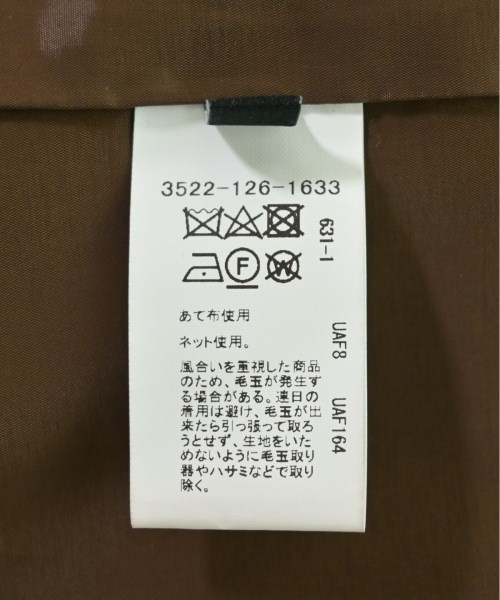 3522-126-1633
631-1
F
W
あて布使用
ネット使用。
風合いを重視した商品
のため、毛玉が発生す
る場合がある。連日の
着用は避け、毛玉が出
来たら引っ張って取ろ
うとせず、生地をいた
めないように毛玉取り
器やハサミなどで取り
除く。
UAF8 UAF164